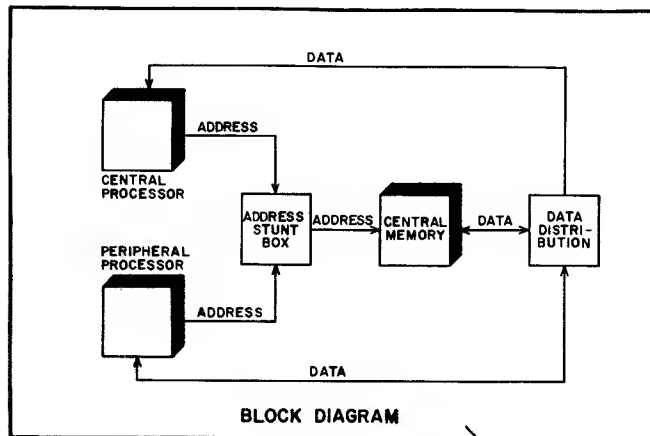 DATA
ADDRESS
CENTRAL
PROCESSOR
ADDRESS
STUNT
BOX
ADDRESS
CENTRAL
MEMORY
DATA
DATA
DISTRI-
BUTION
PERIPHERAL
PROCESSOR
ADDRESS
DATA
BLOCK DIAGRAM